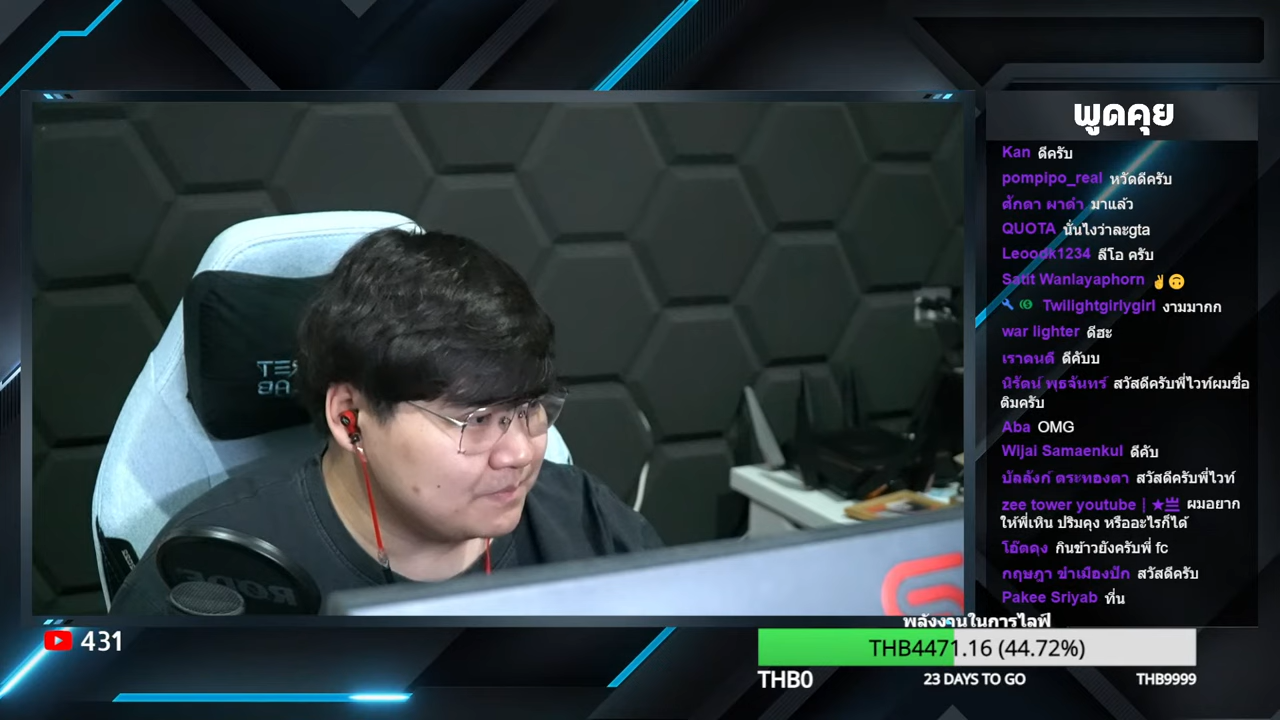 พูดคุย
Kan ดีครับ
pompipo_real หวัดดีครับ
ศักดา ผาดำ มาแล้ว
QUOTA นั่นไงว่าละgta
Leoook1234 ลีโอ ครับ
Satit Wanlayaphorn ✌️🙃
Twilightgirlygirl งามมากก
war lighter ดีฮะ
เราคนดี ดีคับบ
นิรัตน์ พุธจันทร์ สวัสดีครับพี่ไวท์ผมชื่อ
ดิมครับ
Aba OMG
Wijai Samaenkul ดีคับ
บัลลังก์ ตระทองดา สวัสดีครับพี่ไวท์
zee tower youtube | ★ ผมอยาก
ให้พี่เทิน ปริมคุง หรืออะไรก็ได้
โอ๊ตคุง กินข้าวยังครับพี่ fc
กฤษฎา ขำเมืองปัก สวัสดีครับ
Pakee Sriyab ที่น
RODE
431
พลังงานในการไลฟ์
THB4471.16 (44.72%)
THB0
23 DAYS TO GO
THB9999